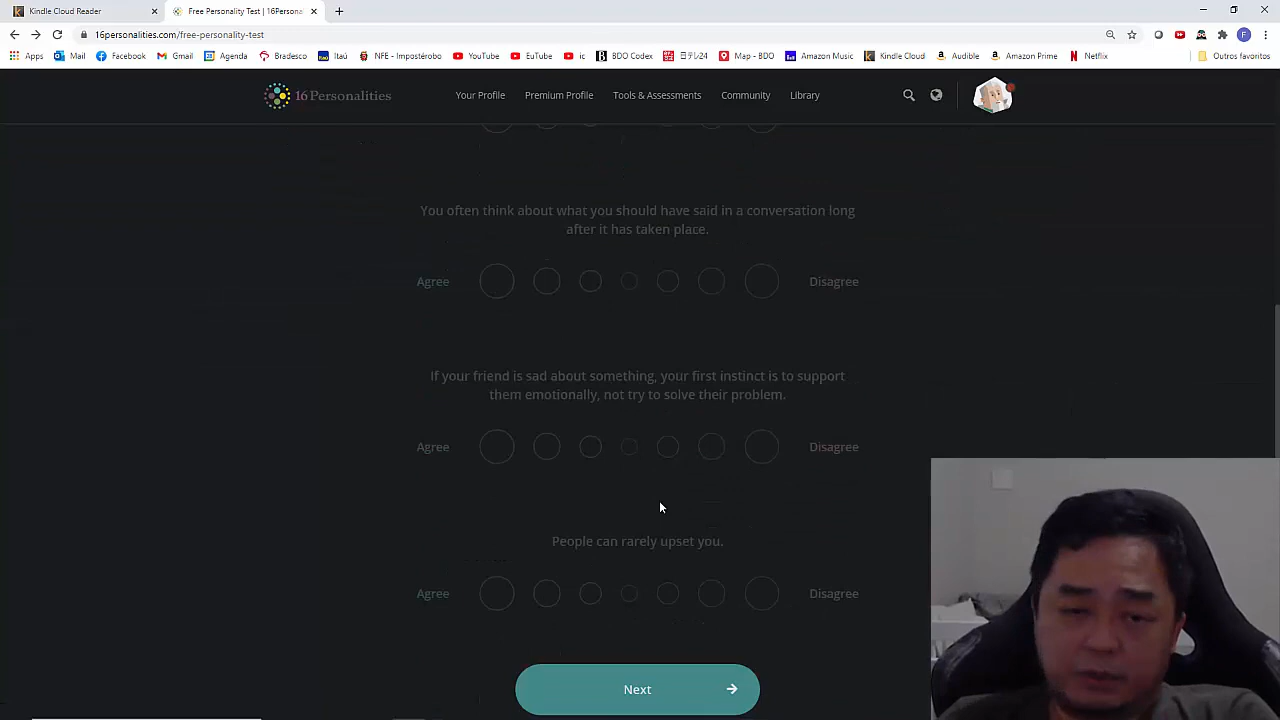 Kindle Cloud Reader
Free Personality Test | 16Persona
16personalities.com/free-personality-test
F
Apps Mail Facebook Gmail Agenda Bradesco Itaú NFE - Impostérobo YouTube EuTube ic BDO Codex 日テレ24 Map - BDO Amazon Music Kindle Cloud Audible Amazon Prime Netflix Outros favoritos
16Personalities
Your Profile Premium Profile Tools & Assessments Community Library
You often think about what you should have said in a conversation long
after it has taken place.
Agree Disagree
If your friend is sad about something, your first instinct is to support
them emotionally, not try to solve their problem.
Agree Disagree
People can rarely upset you.
Agree Disagree
Next